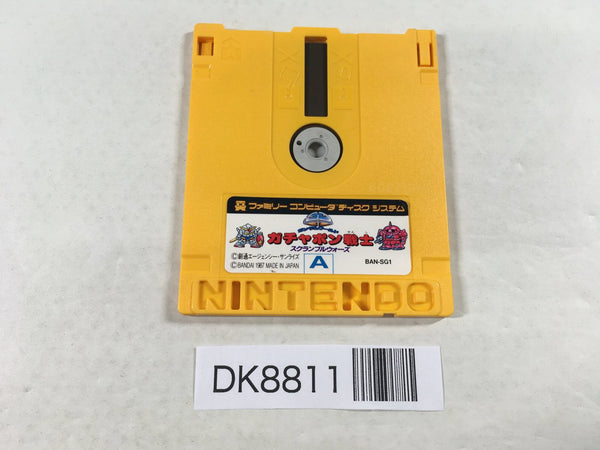 ファミリー コンピュータ ディスク システム
ガチャポン戦士
スクランブルウォーズ
©創通エージェンシー・サンライズ
©BANDAI 1987 MADE IN JAPAN
A
BAN-SG1
NINTENDO
DK8811